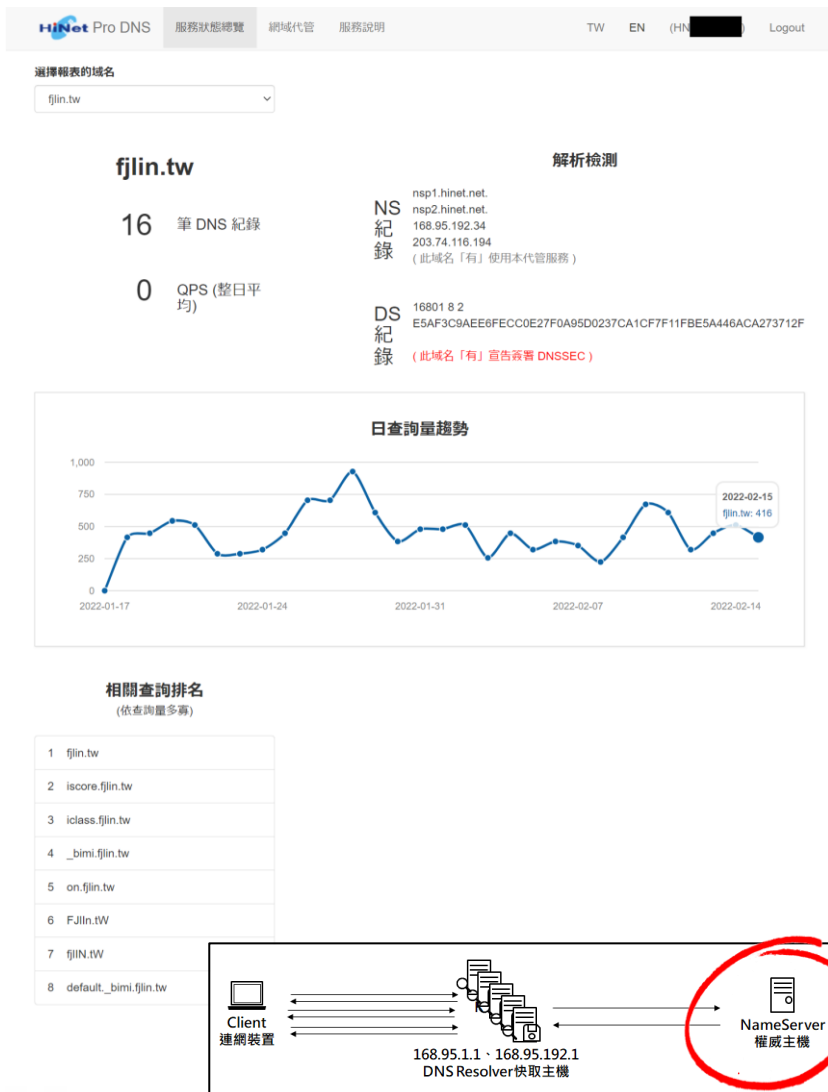 HiNet Pro DNS 服務狀態總覽 網域代管 服務說明 TW EN (HN ) Logout
選擇報表的域名
fjlin.tw
fjlin.tw
16 筆 DNS 紀錄
0 QPS (整日平均)
解析檢測
NS 紀錄
nsp1.hinet.net.
nsp2.hinet.net.
168.95.192.34
203.74.116.194
( 此域名「有」使用本代管服務 )
DS 紀錄
16801 8 2
E5AF3C9AEE6FECC0E27F0A95D0237CA1CF7F11FBE5A446ACA273712F
( 此域名「有」宣告簽署 DNSSEC )
日查詢量趨勢
1,000
750
500
250
0
2022-01-17 2022-01-24 2022-01-31 2022-02-07 2022-02-14
2022-02-15
fjlin.tw: 416
相關查詢排名
(依查詢量多寡)
1 fjlin.tw
2 iscore.fjlin.tw
3 iclass.fjlin.tw
4 _bimi.fjlin.tw
5 on.fjlin.tw
6 FJlIn.tW
7 fjlIN.tW
8 default._bimi.fjlin.tw
Client
連網裝置
168.95.1.1、168.95.192.1
DNS Resolver快取主機
NameServer
權威主機